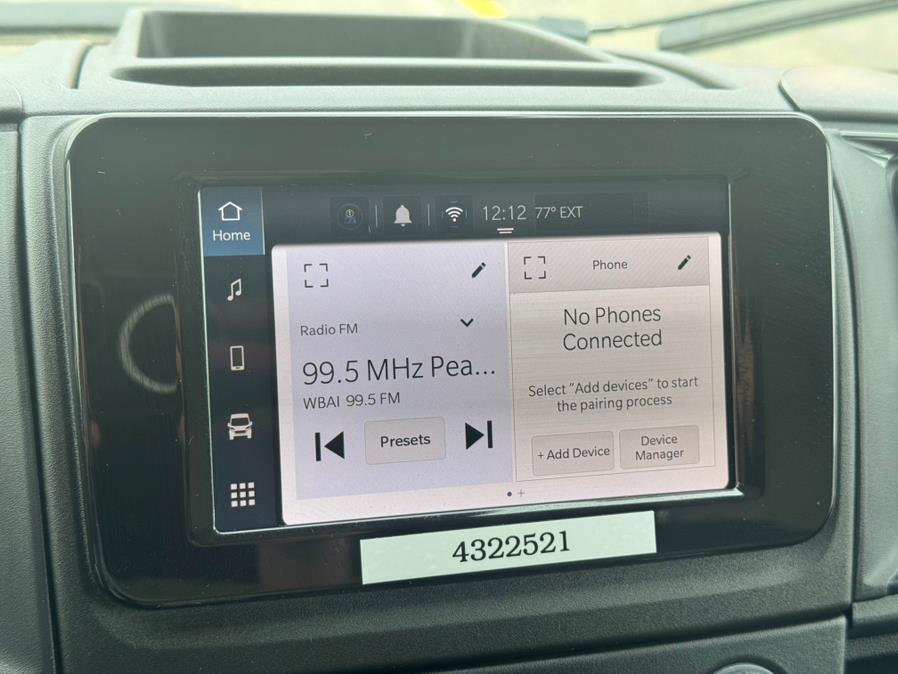 12:12 77° EXT
Home
Radio FM
99.5 MHz Pea...
WBAI 99.5 FM
Presets
Phone
No Phones
Connected
Select "Add devices" to start
the pairing process
+ Add Device
Device
Manager
4322521